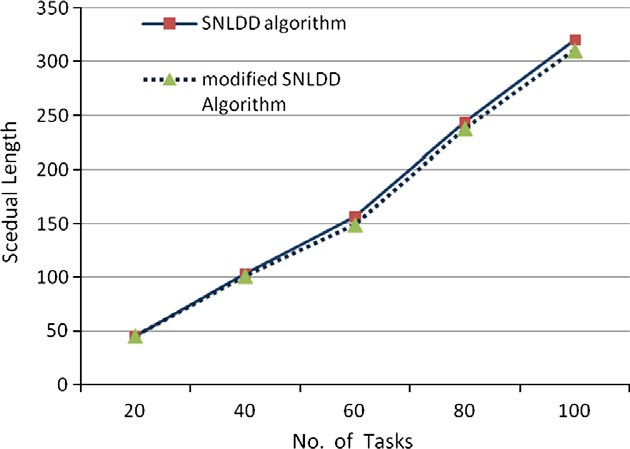 350
300
250
200
150
100
50
0
SNLDD algorithm
modified SNLDD
Algorithm
Scedual Length
20 40 60 80 100
No. of Tasks